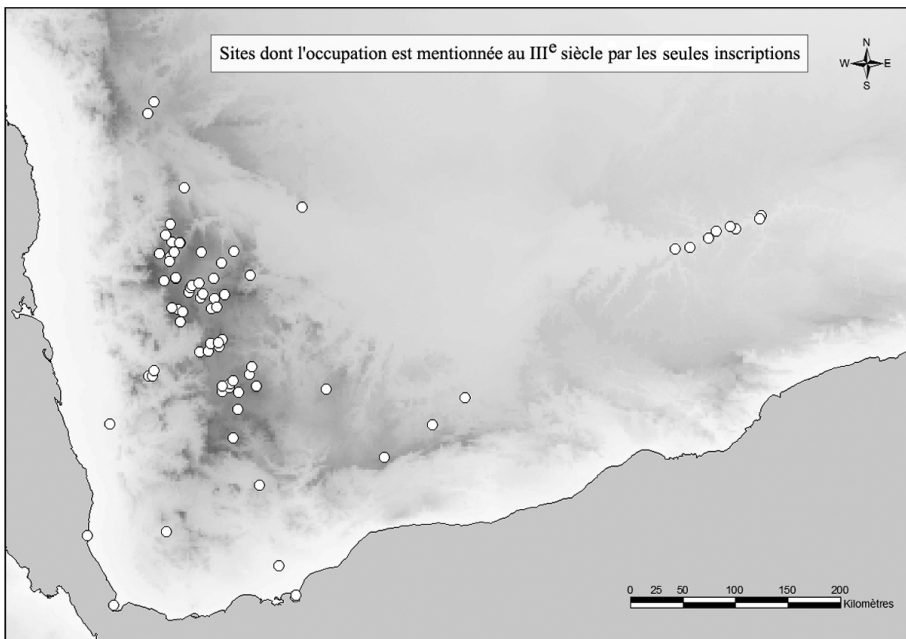 Sites dont l'occupation est mentionnée au IIIe siècle par les seules inscriptions
N
W E
S
0 25 50 100 150 200
Kilomètres